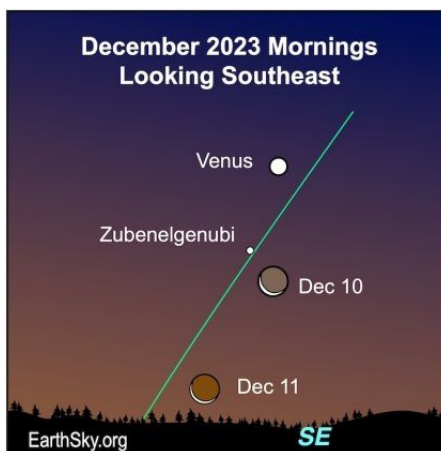 December 2023 Mornings
Looking Southeast
Venus
Zubenelgenubi
Dec 10
Dec 11
EarthSky.org
SE